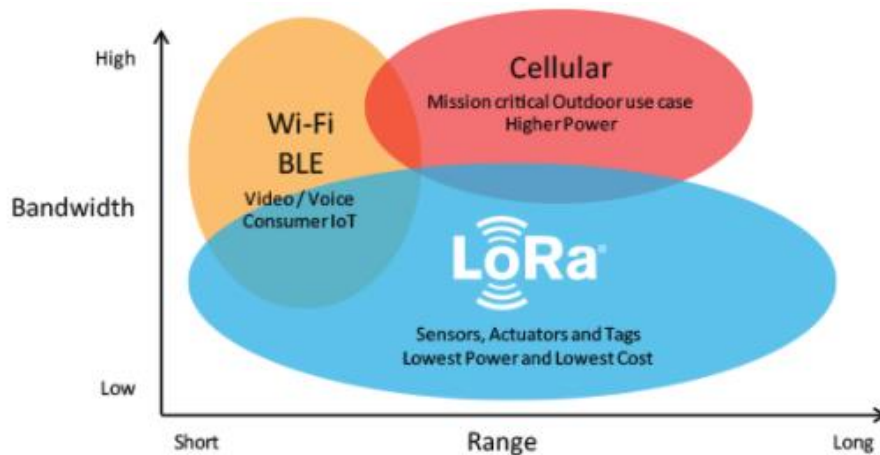 High
Bandwidth
Low
Wi-Fi
BLE
Video / Voice
Consumer IoT
Cellular
Mission critical Outdoor use case
Higher Power
LoRa®
Sensors, Actuators and Tags
Lowest Power and Lowest Cost
Short
Range
Long